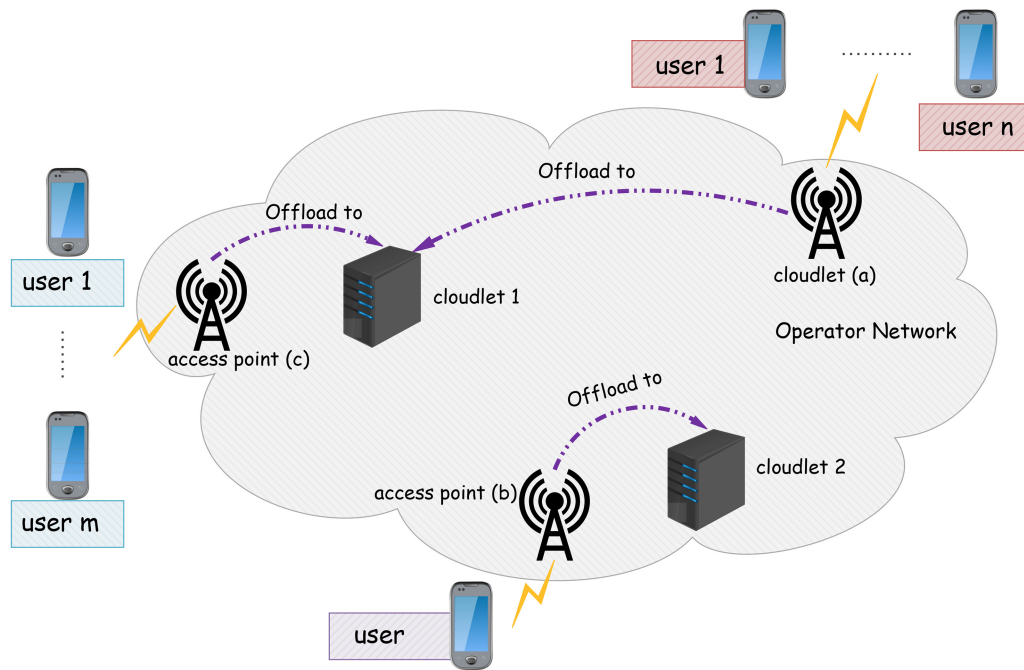 user 1
user n
Offload to
Offload to
cloudlet (a)
user 1
cloudlet 1
Operator Network
access point (c)
Offload to
user m
access point (b)
cloudlet 2
user